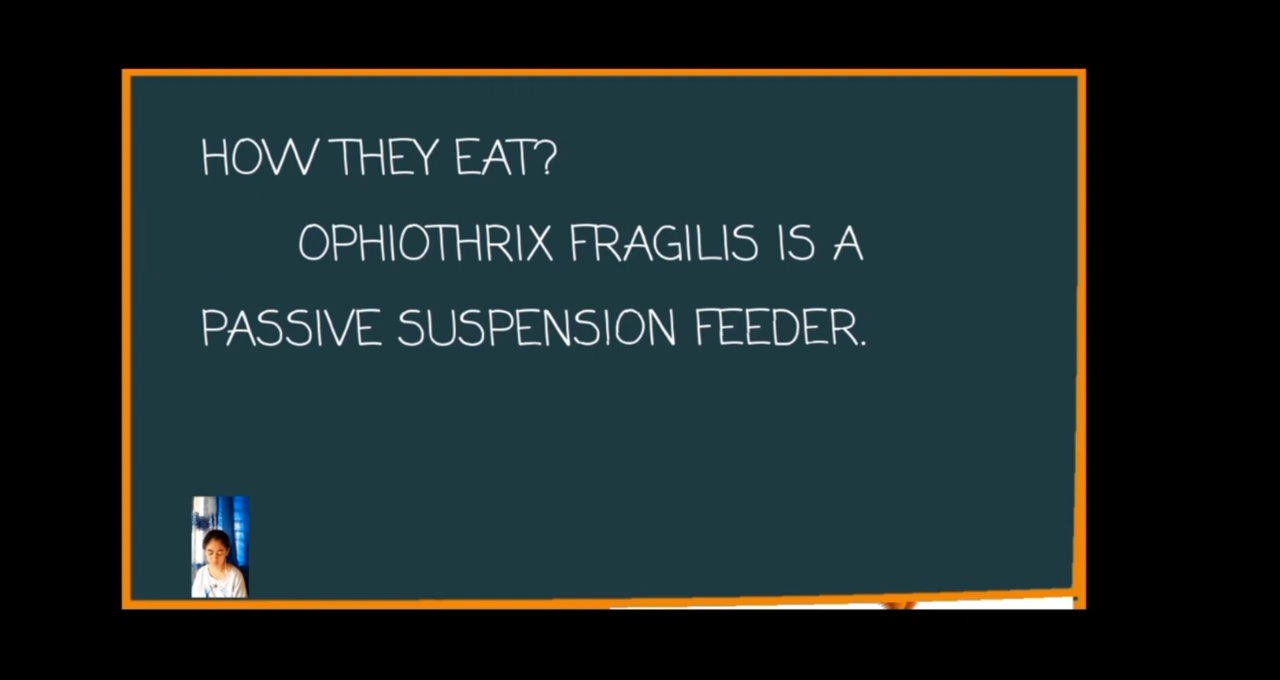 HOW THEY EAT?
OPHIOTHRIX FRAGILIS IS A
PASSIVE SUSPENSION FEEDER.